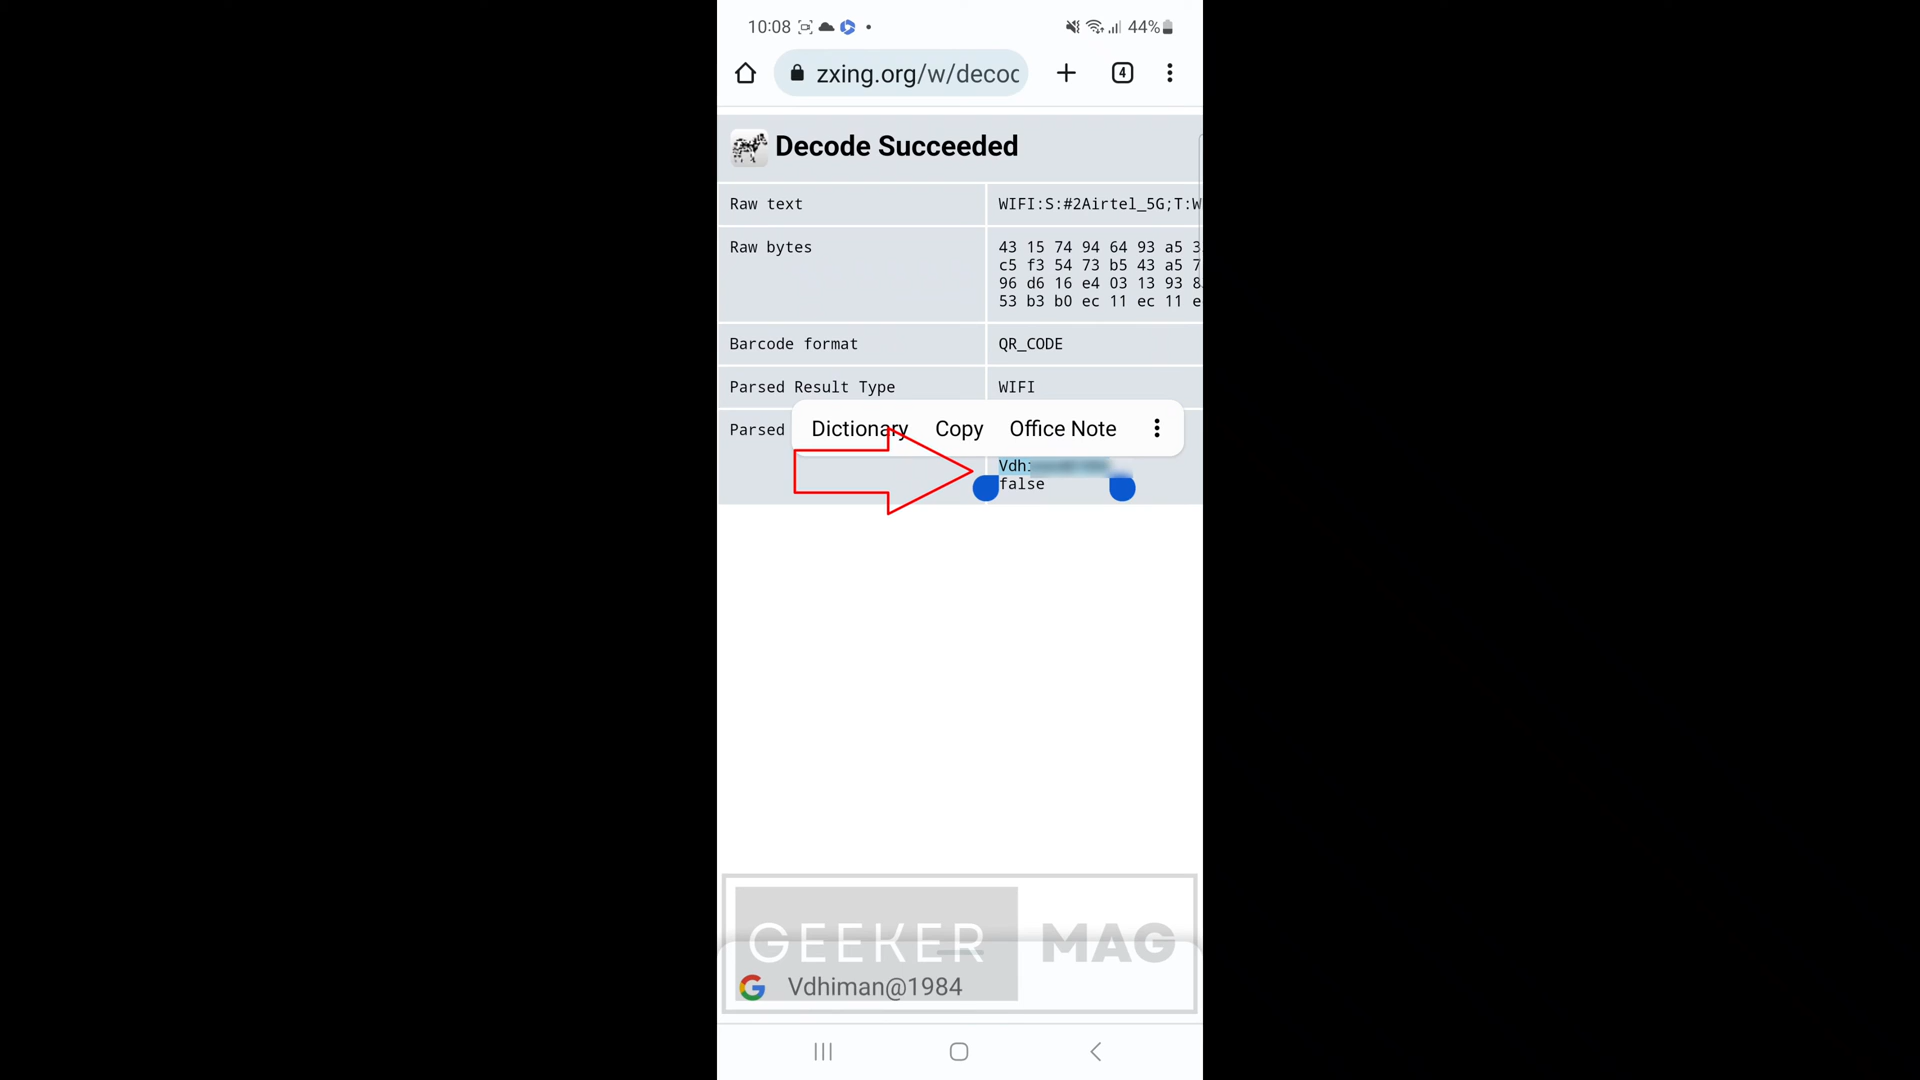 10:08 44%
zxing.org/w/decod
4
Decode Succeeded
Raw text WIFI:S:#2Airtel_5G;T:W
Raw bytes 43 15 74 94 64 93 a5 3
c5 f3 54 73 b5 43 a5 7
96 d6 16 e4 03 13 93 8
53 b3 b0 ec 11 ec 11 e
Barcode format QR_CODE
Parsed Result Type WIFI
Parsed
Dictionary Copy Office Note
Vdhi
false
GEEKER MAG
Vdhiman@1984